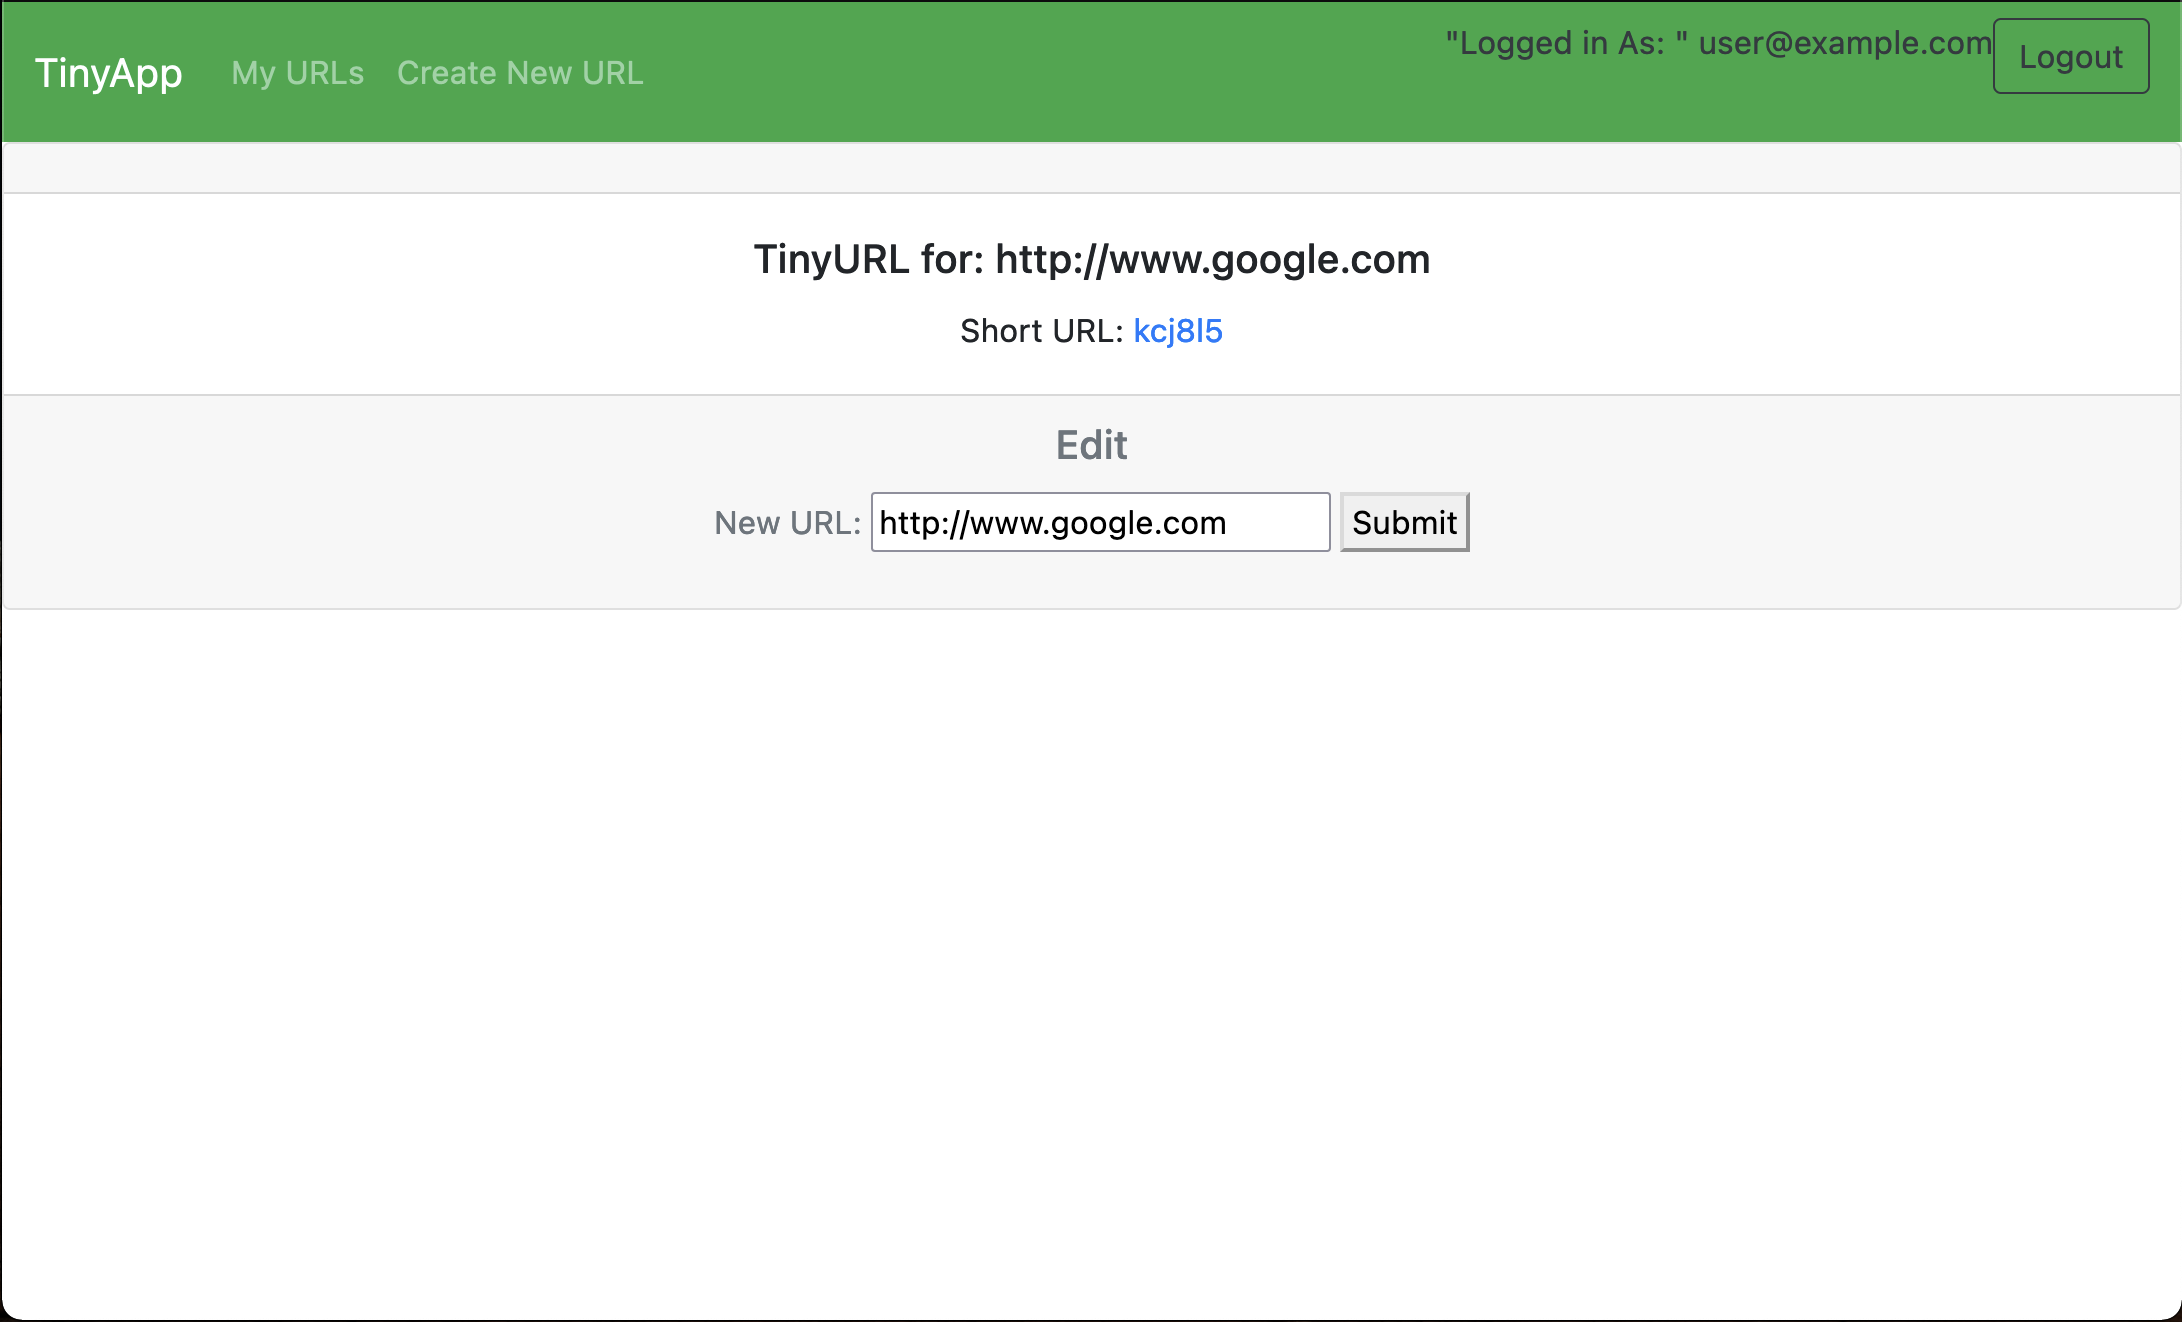 TinyApp My URLs Create New URL "Logged in As: " user@example.com Logout
TinyURL for: http://www.google.com
Short URL: kcj8l5
Edit
New URL: http://www.google.com Submit